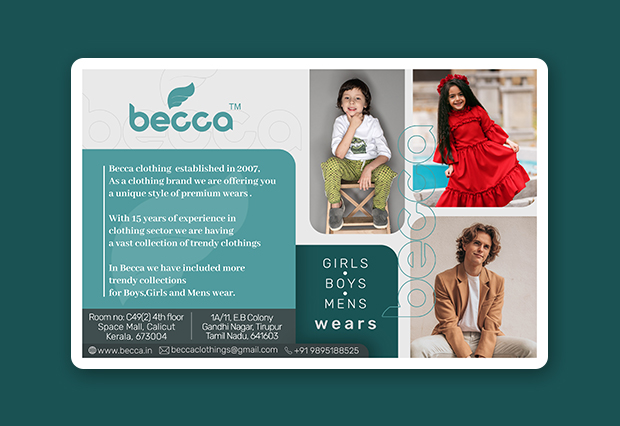 becca™
Becca clothing established in 2007.
As a clothing brand we are offering you
a unique style of premium wears .
With 15 years of experience in
clothing sector we are having
a vast collection of trendy clothings
In Becca we have included more
trendy collections
for Boys,Girls and Mens wear.
Room no: C49(2) 4th floor
Space Mall, Calicut
Kerala, 673004
1A/11, E.B Colony
Gandhi Nagar, Tirupur
Tamil Nadu, 641603
www.becca.in beccaclothings@gmail.com +91 9895188525
GIRLS
•
BOYS
•
MENS
wears
becca
becca